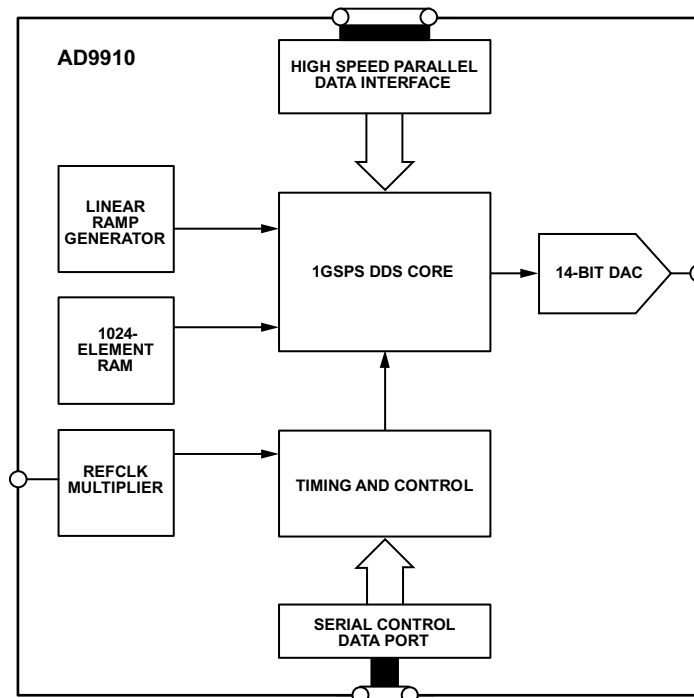 AD9910
HIGH SPEED PARALLEL
DATA INTERFACE
LINEAR
RAMP
GENERATOR
1GSPS DDS CORE
14-BIT DAC
1024-
ELEMENT
RAM
REFCLK
MULTIPLIER
TIMING AND CONTROL
SERIAL CONTROL
DATA PORT